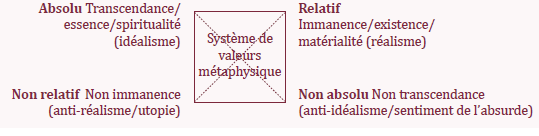 Absolu Transcendance/
essence/spiritualité
(idéalisme)
Système de
valeurs
métaphysique
Relatif
Immanence/existence/
matérialité (réalisme)
Non relatif Non immanence
(anti-réalisme/utopie)
Non absolu Non transcendance
(anti-idéalisme/sentiment de l’absurde)